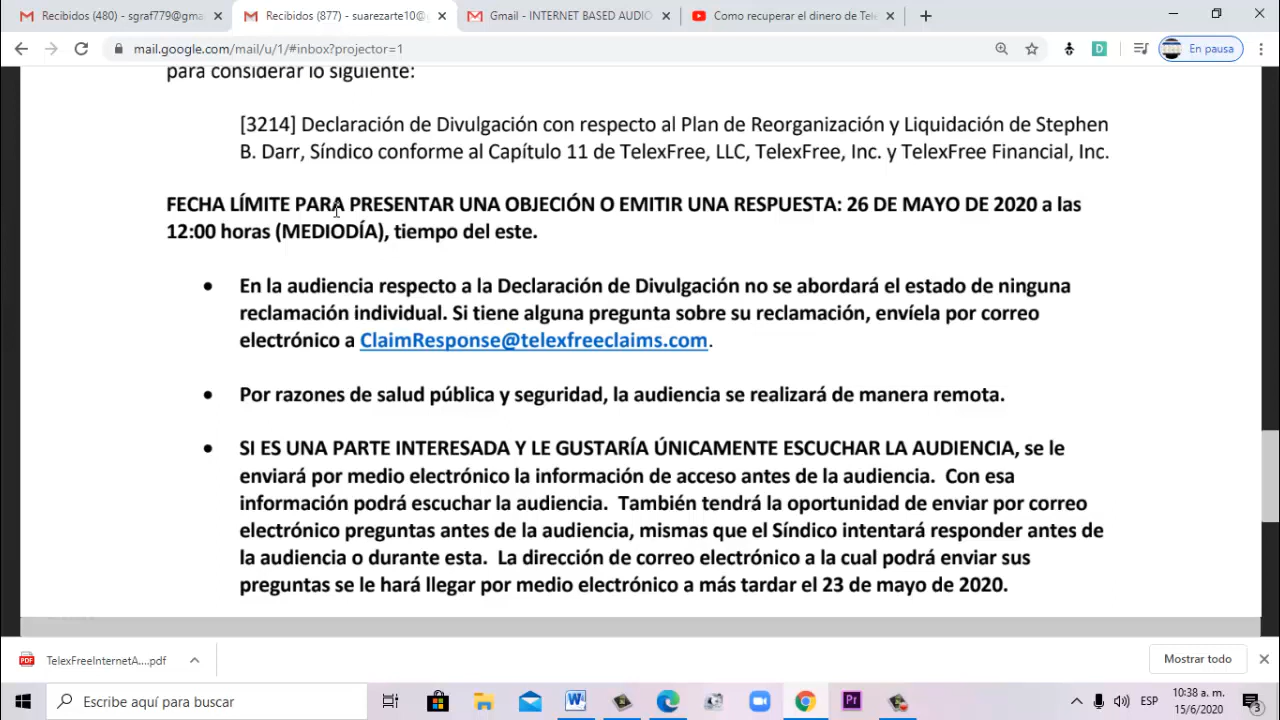 Recibidos (480) - sgraf779@gma
Recibidos (877) - suarezarte10@g
Gmail - INTERNET BASED AUDIO
Como recuperar el dinero de Tele
mail.google.com/mail/u/1/#inbox?projector=1
D
En pausa
para considerar lo siguiente:
[3214] Declaración de Divulgación con respecto al Plan de Reorganización y Liquidación de Stephen
B. Darr, Síndico conforme al Capítulo 11 de TelexFree, LLC, TelexFree, Inc. y TelexFree Financial, Inc.
FECHA LÍMITE PARA PRESENTAR UNA OBJECIÓN O EMITIR UNA RESPUESTA: 26 DE MAYO DE 2020 a las
12:00 horas (MEDIODÍA), tiempo del este.
• En la audiencia respecto a la Declaración de Divulgación no se abordará el estado de ninguna
reclamación individual. Si tiene alguna pregunta sobre su reclamación, envíela por correo
electrónico a ClaimResponse@telexfreeclaims.com.
• Por razones de salud pública y seguridad, la audiencia se realizará de manera remota.
• SI ES UNA PARTE INTERESADA Y LE GUSTARÍA ÚNICAMENTE ESCUCHAR LA AUDIENCIA, se le
enviará por medio electrónico la información de acceso antes de la audiencia. Con esa
información podrá escuchar la audiencia. También tendrá la oportunidad de enviar por correo
electrónico preguntas antes de la audiencia, mismas que el Síndico intentará responder antes de
la audiencia o durante esta. La dirección de correo electrónico a la cual podrá enviar sus
preguntas se le hará llegar por medio electrónico a más tardar el 23 de mayo de 2020.
PDF
TelexFreeInternetA....pdf
Mostrar todo
Escribe aquí para buscar
W
Pr
ESP
10:38 a. m.
15/6/2020
3